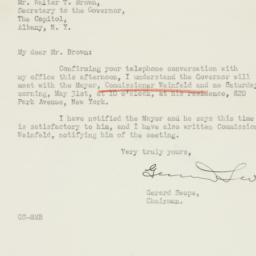 Mr. Walter T. Brown,
Secretary to the Governor,
The Capitol,
Albany, N. Y.
My dear Mr. Brown:
Confirming your telephone conversation with
my office this afternoon, I understand the Governor will
meet with the Mayor, Commissioner Weinfeld and me Saturday
morning, May 31st, at 10 o'clock, at his residence, 820
Park Avenue, New York.
I have notified the Mayor and he says this time
is satisfactory to him, and I have also written Commission
Weinfeld, notifying him of the meeting.
Very truly yours,
Gerard Swope,
Chairman.
GS-